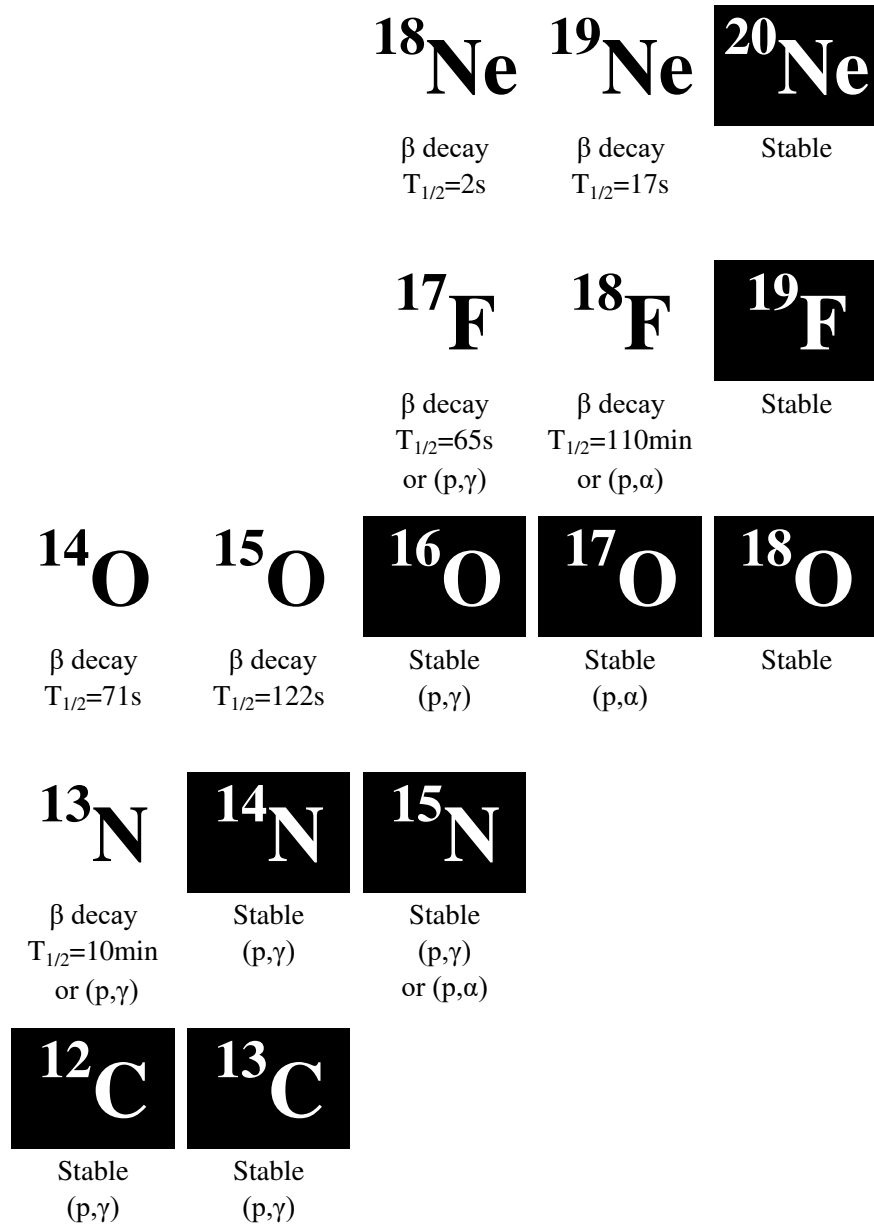 18Ne 19Ne 20Ne
β decay β decay Stable
T1/2=2s T1/2=17s
17F 18F 19F
β decay β decay Stable
T1/2=65s T1/2=110min
or (p,γ) or (p,α)
14O 15O 16O 17O 18O
β decay β decay Stable Stable Stable
T1/2=71s T1/2=122s (p,γ) (p,α)
13N 14N 15N
β decay Stable Stable
T1/2=10min (p,γ) (p,γ)
or (p,γ) or (p,α)
12C 13C
Stable Stable
(p,γ) (p,γ)